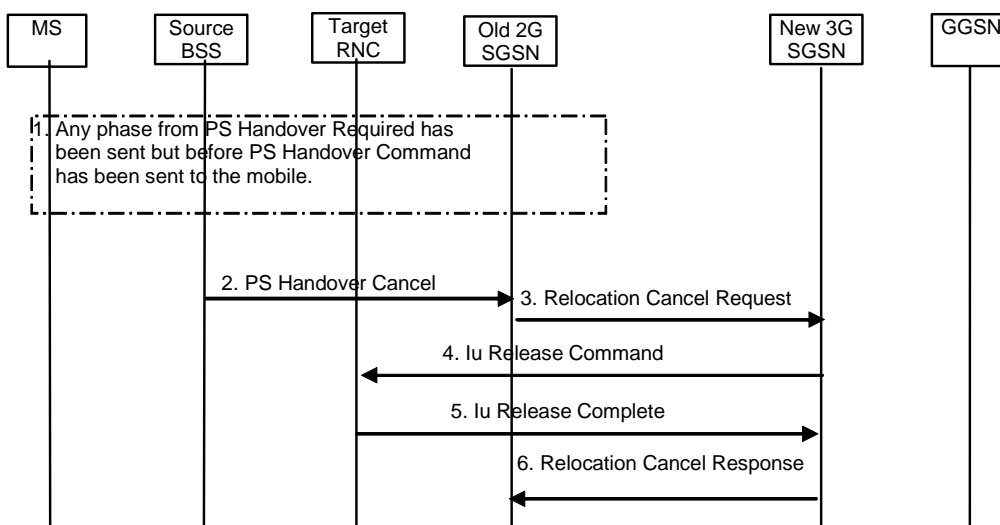 MS
Source
BSS
Target
RNC
Old 2G
SGSN
New 3G
SGSN
GGSN
1. Any phase from PS Handover Required has
been sent but before PS Handover Command
has been sent to the mobile.
2. PS Handover Cancel
3. Relocation Cancel Request
4. Iu Release Command
5. Iu Release Complete
6. Relocation Cancel Response